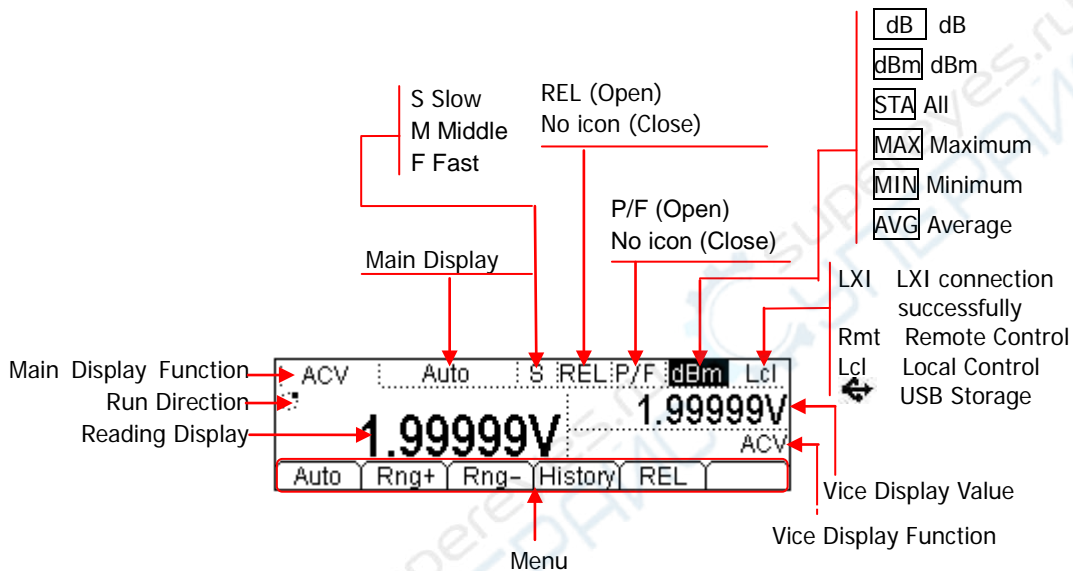 dB dB
dBm dBm
STA All
MAX Maximum
MIN Minimum
AVG Average
S Slow
M Middle
F Fast
REL (Open)
No icon (Close)
P/F (Open)
No icon (Close)
Main Display
LXI LXI connection
successfully
Rmt Remote Control
Lcl Local Control
USB Storage
Main Display Function
Run Direction
Reading Display
ACV Auto S REL P/F dBm Lcl
1.99999V
1.99999V
ACV
Auto Rng+ Rng- History REL
Vice Display Value
Vice Display Function
Menu